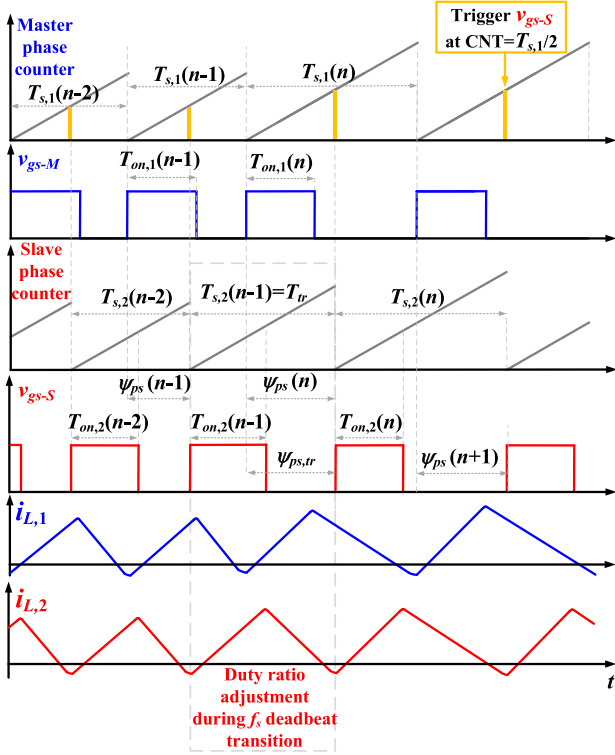 Master
phase
counter
Trigger v_gs-S
at CNT=T_s,1/2
T_s,1(n-2)
T_s,1(n-1)
T_s,1(n)
v_gs-M
T_on,1(n-1)
T_on,1(n)
Slave
phase
counter
T_s,2(n-2)
T_s,2(n-1)=T_tr
T_s,2(n)
v_gs-S
ψ_ps(n-1)
ψ_ps(n)
T_on,2(n-2)
T_on,2(n-1)
T_on,2(n)
ψ_ps,tr
ψ_ps(n+1)
i_L,1
i_L,2
t
Duty ratio
adjustment
during f_s deadbeat
transition